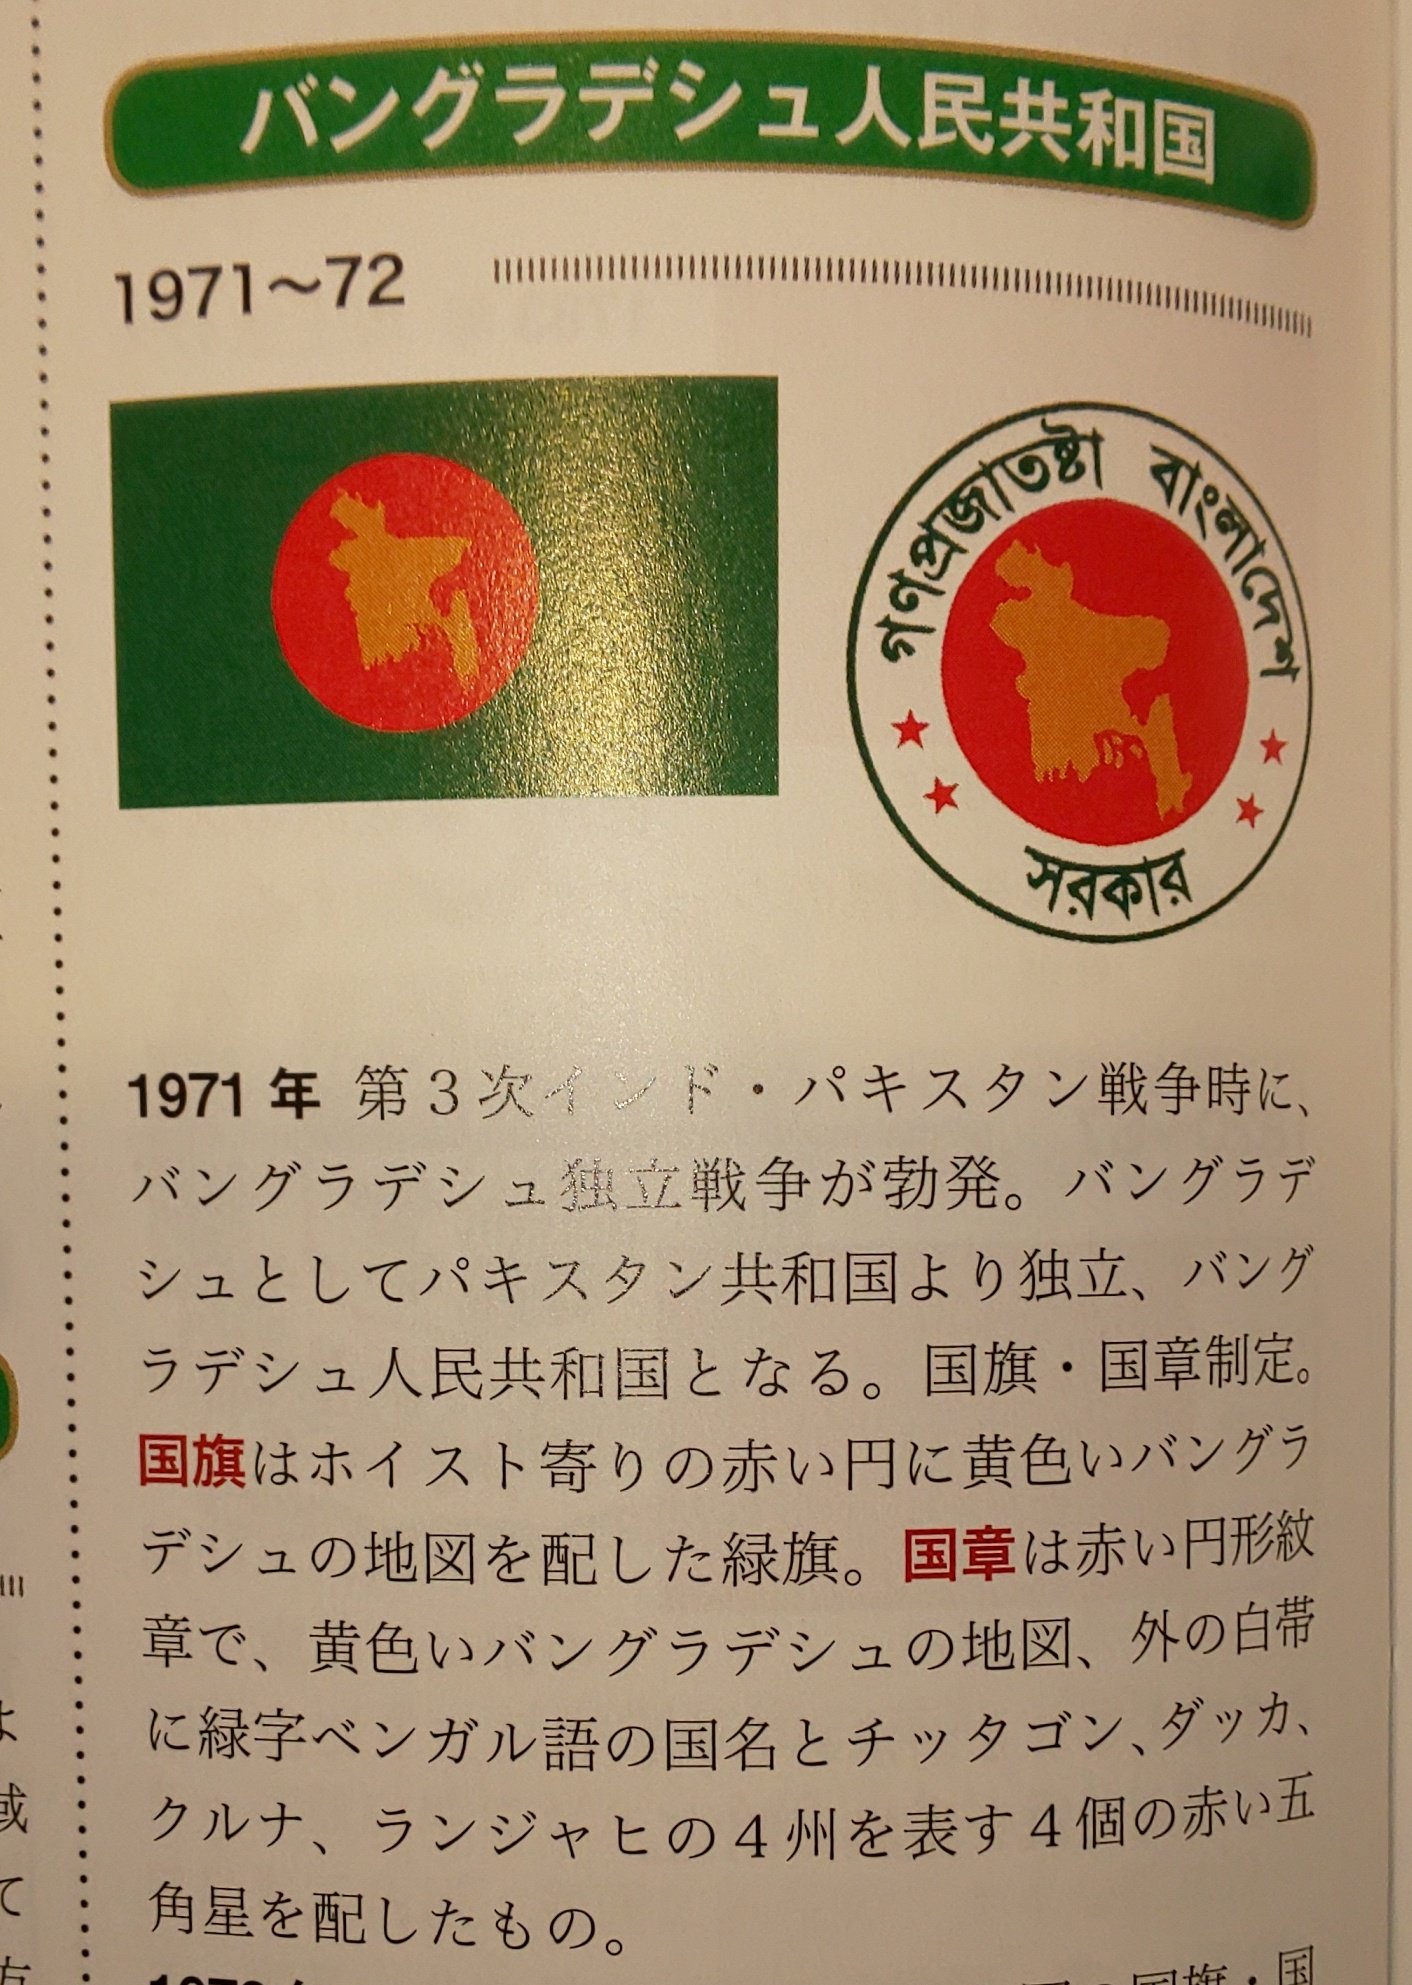 バングラデシュ人民共和国
1971〜72
গণপ্রজাতন্ত্রী বাংলাদেশ
সরকার
1971年 第3次インド・パキスタン戦争時に、
バングラデシュ独立戦争が勃発。バングラデ
シュとしてパキスタン共和国より独立、バング
ラデシュ人民共和国となる。国旗・国章制定。
国旗はホイスト寄りの赤い円に黄色いバングラ
デシュの地図を配した緑旗。国章は赤い円形紋
章で、黄色いバングラデシュの地図、外の白帯
に緑字ベンガル語の国名とチッタゴン、ダッカ、
クルナ、ランジャヒの4州を表す4個の赤い五
角星を配したもの。
国旗・国